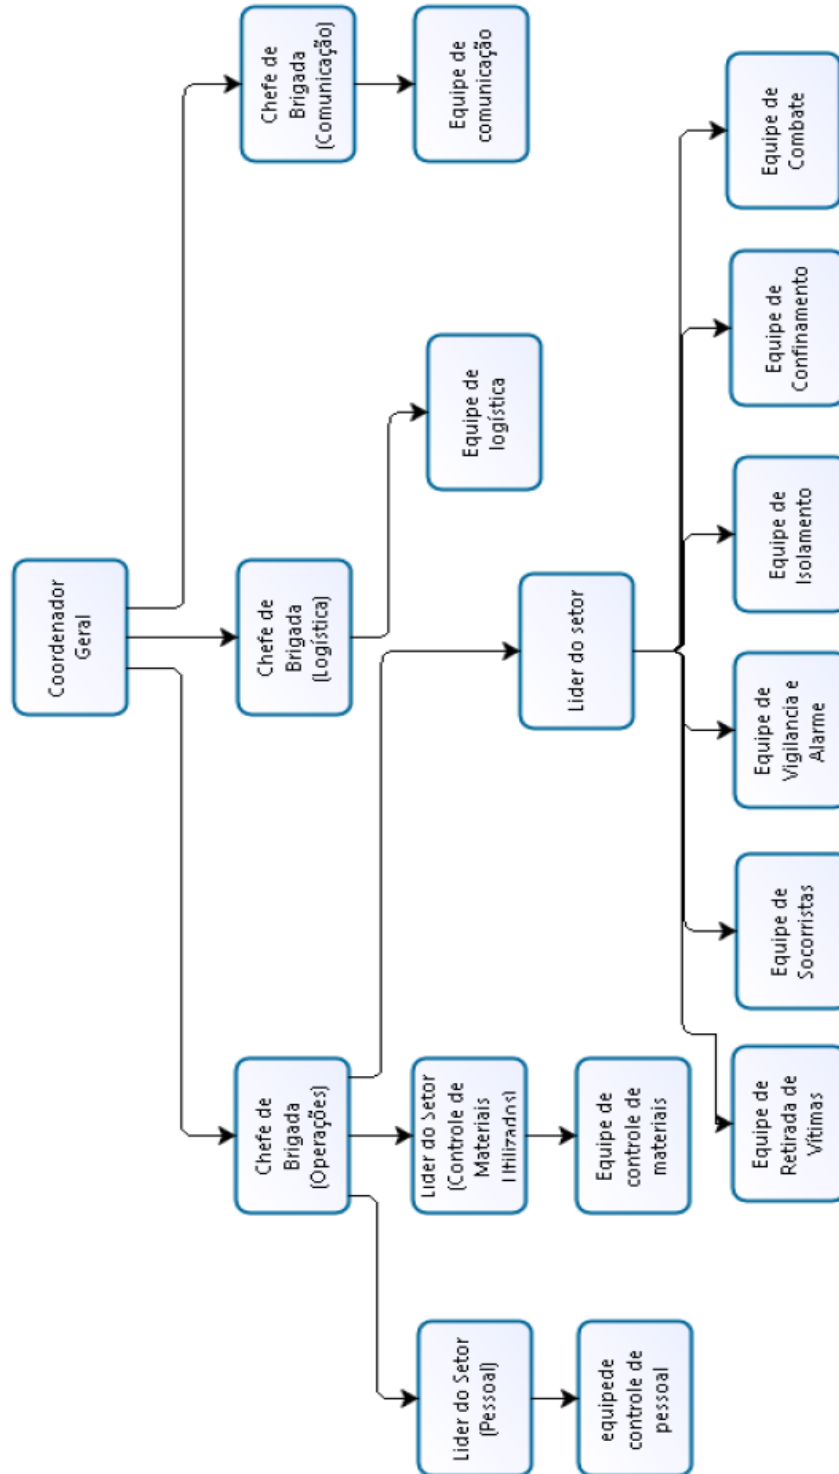 Coordenador
Geral
Chefe de
Brigada
(Operações)
Chefe de
Brigada
(Logística)
Chefe de
Brigada
(Comunicação)
Lider do Setor
(Pessoal)
Lider do Setor
(Controle de
Materiais
Utilizados)
Equipe de
logística
Equipe de
comunicação
Lider do setor
equipede
controle de
pessoal
Equipe de
controle de
materiais
Equipe de
Retirada de
Vítimas
Equipe de
Socorristas
Equipe de
Vigilancia e
Alarme
Equipe de
Isolamento
Equipe de
Confinamento
Equipe de
Combate